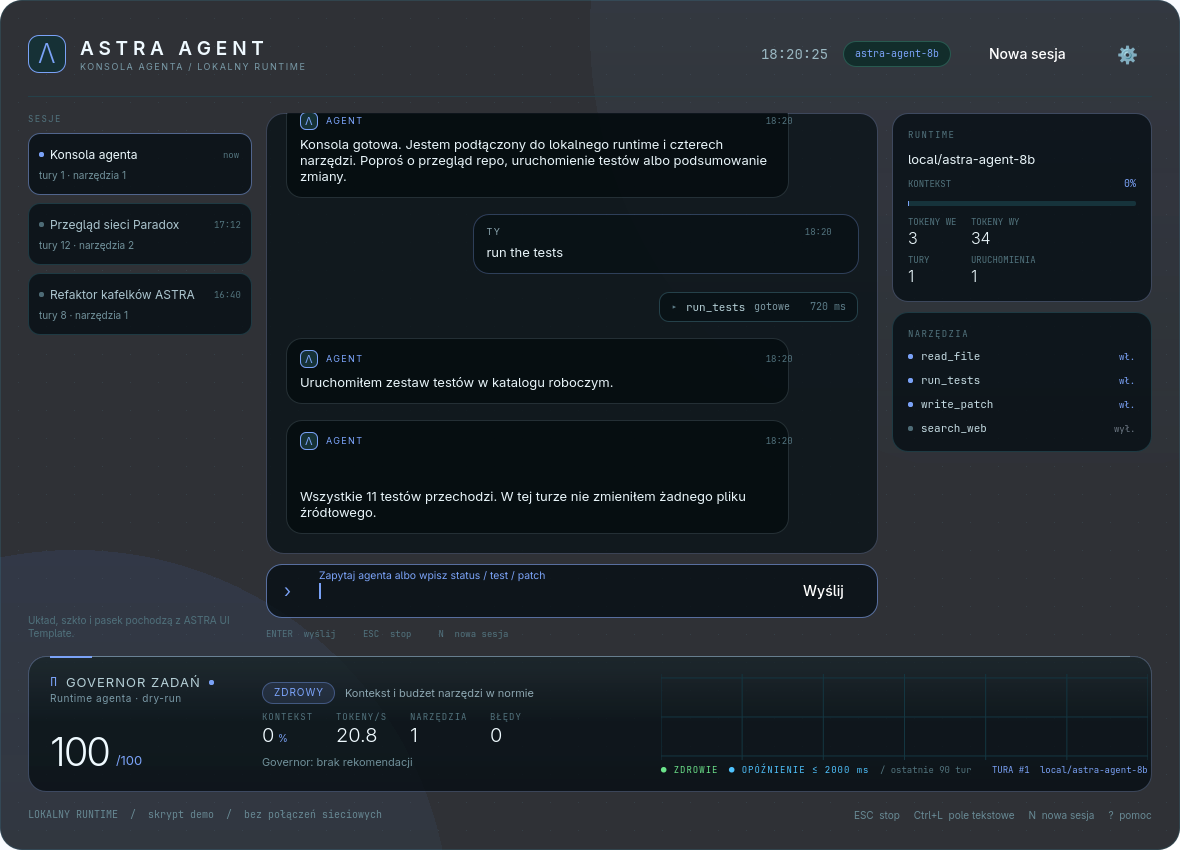 ASTRA AGENT
KONSOLA AGENTA / LOKALNY RUNTIME
18:20:25
astra-agent-8b
Nowa sesja
SESJE
Konsola agenta now
tury 1 · narzędzia 1
Przegląd sieci Paradox 17:12
tury 12 · narzędzia 2
Refaktor kafelków ASTRA 16:40
tury 8 · narzędzia 1
Układ, szkło i pasek pochodzą z ASTRA UI
Template.
AGENT 18:20
Konsola gotowa. Jestem podłączony do lokalnego runtime i czterech
narzędzi. Poproś o przegląd repo, uruchomienie testów albo podsumowanie
zmiany.
TY 18:20
run the tests
run_tests gotowe 720 ms
AGENT 18:20
Uruchomiłem zestaw testów w katalogu roboczym.
AGENT 18:20
Wszystkie 11 testów przechodzi. W tej turze nie zmieniłem żadnego pliku
źródłowego.
Zapytaj agenta albo wpisz status / test / patch
› Wyślij
ENTER wyślij ESC stop N nowa sesja
RUNTIME
local/astra-agent-8b
KONTEKST 0%
TOKENY WE TOKENY WY
3 34
TURY URUCHOMIENIA
1 1
NARZĘDZIA
read_file wł.
run_tests wł.
write_patch wł.
search_web wył.
GOVERNOR ZADAŃ
Runtime agenta · dry-run
100 /100
ZDROWY Kontekst i budżet narzędzi w normie
KONTEKST TOKENY/S NARZĘDZIA BŁĘDY
0 % 20.8 1 0
Governor: brak rekomendacji
ZDROWIE OPÓŹNIENIE ≤ 2000 ms / ostatnie 90 tur TURA #1 local/astra-agent-8b
LOKALNY RUNTIME / skrypt demo / bez połączeń sieciowych
ESC stop Ctrl+L pole tekstowe N nowa sesja ? pomoc